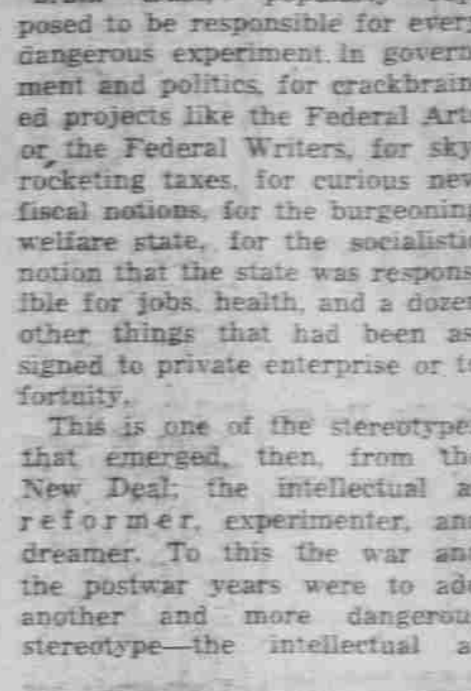 posed to be responsible for ever
dangerous experiment in govern
ment and politics, for crackbrain
ed projects like the Federal Art
or the Federal Writers, for sky
rocketing taxes, for curious new
fiscal notions, for the burgeoning
welfare state, for the socialistic
notion that the state was respons
ible for jobs, health, and a dozen
other things that had been as
signed to private enterprise or to
fortuity.
This is one of the stereotype
that emerged, then, from the
New Deal: the intellectual a
reformer, experimenter, and
dreamer. To this the war and
the postwar years were to add
another and more dangerou
stereotype—the intellectual a